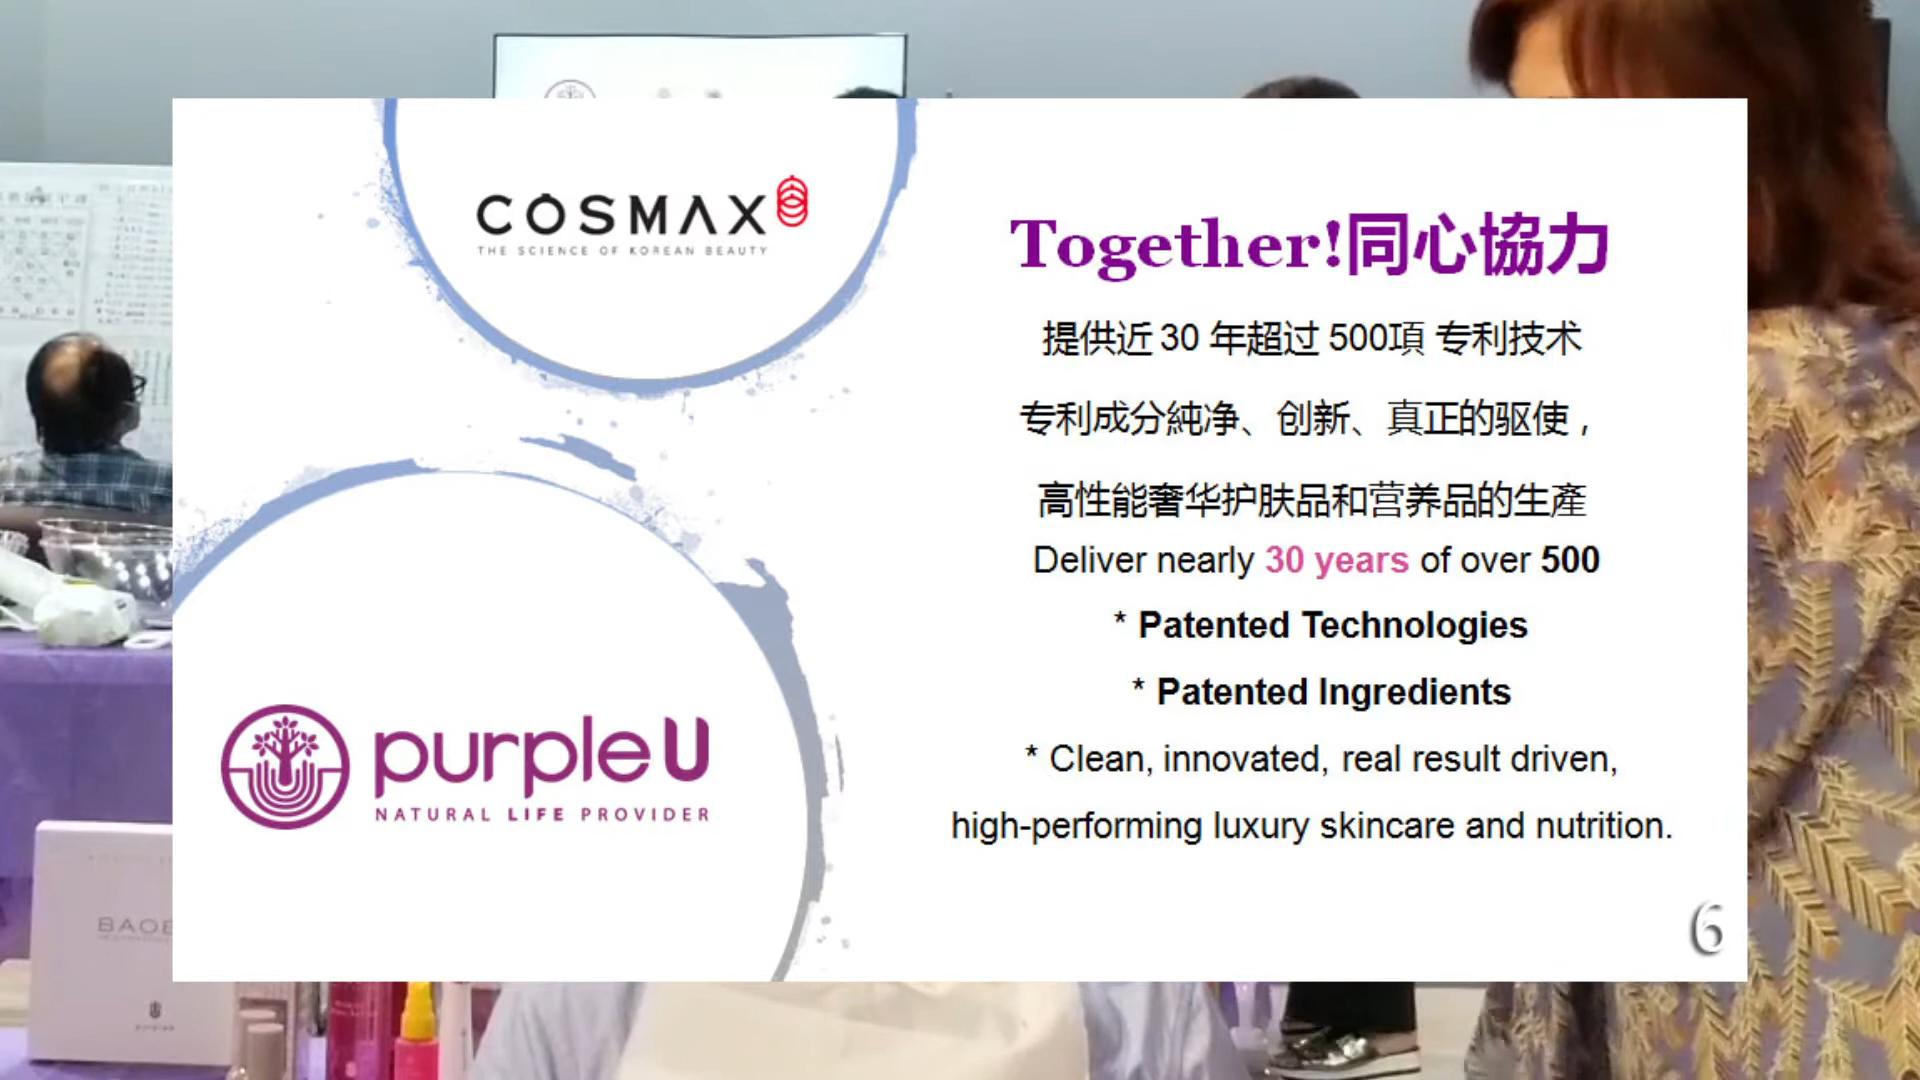 COSMAX
THE SCIENCE OF KOREAN BEAUTY
purpleU
NATURAL LIFE PROVIDER
Together!同心協力
提供近 30 年超过 500項 专利技术
专利成分純净、创新、真正的驱使，
高性能奢华护肤品和营养品的生產
Deliver nearly 30 years of over 500
* Patented Technologies
* Patented Ingredients
* Clean, innovated, real result driven,
high-performing luxury skincare and nutrition.
6